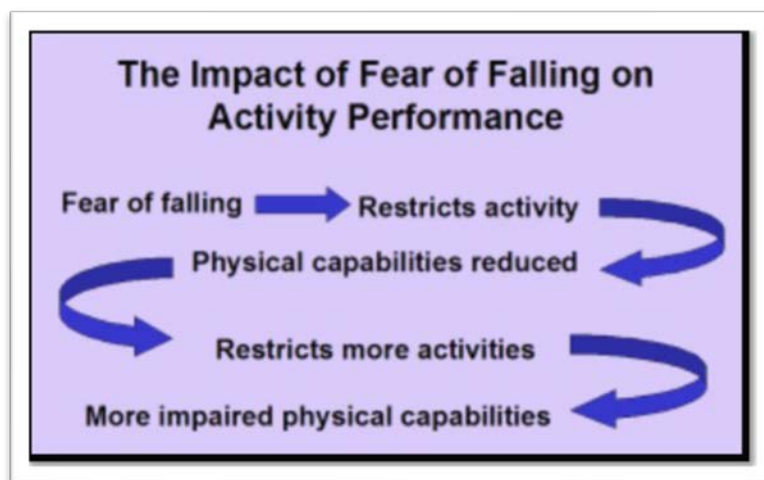 The Impact of Fear of Falling on
Activity Performance
Fear of falling Restricts activity
Physical capabilities reduced
Restricts more activities
More impaired physical capabilities